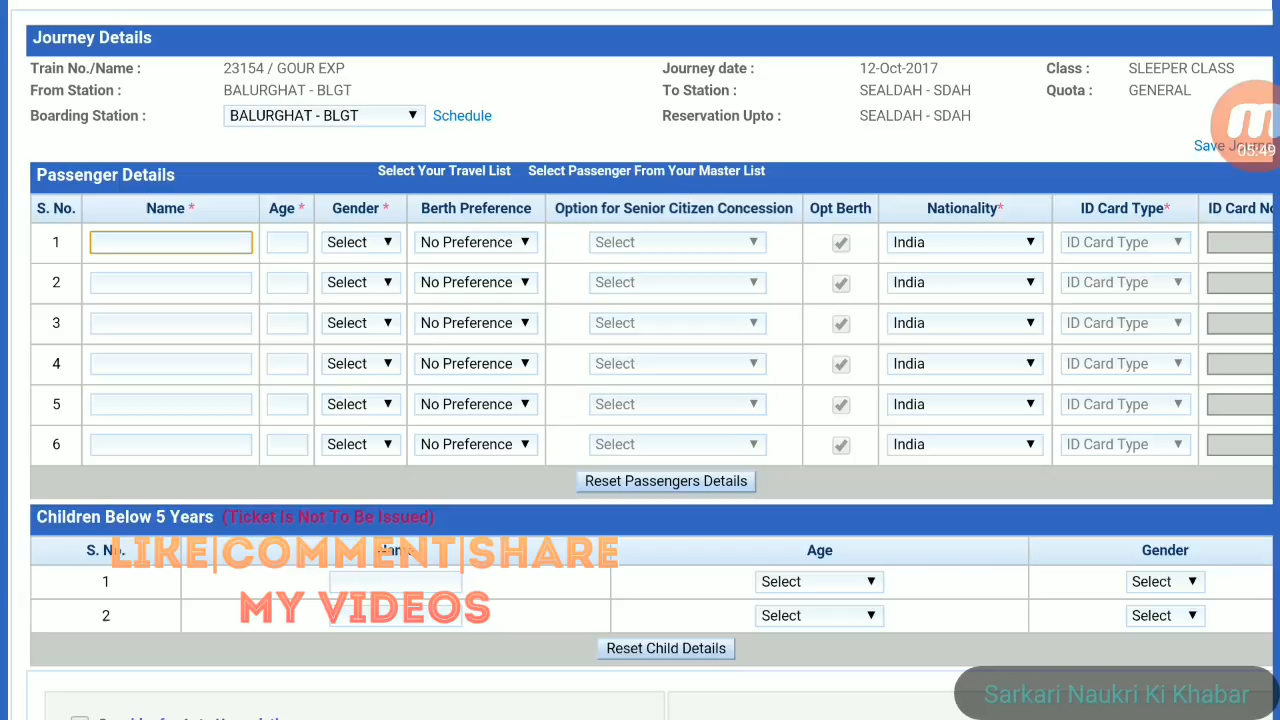 Journey Details
Train No./Name : 23154 / GOUR EXP Journey date : 12-Oct-2017 Class : SLEEPER CLASS
From Station : BALURGHAT - BLGT To Station : SEALDAH - SDAH Quota : GENERAL
Boarding Station : BALURGHAT - BLGT Schedule Reservation Upto : SEALDAH - SDAH
Save
05:49
Passenger Details Select Your Travel List Select Passenger From Your Master List
S. No. Name * Age * Gender * Berth Preference Option for Senior Citizen Concession Opt Berth Nationality* ID Card Type* ID Card
1 Select No Preference Select India ID Card Type
2 Select No Preference Select India ID Card Type
3 Select No Preference Select India ID Card Type
4 Select No Preference Select India ID Card Type
5 Select No Preference Select India ID Card Type
6 Select No Preference Select India ID Card Type
Reset Passengers Details
Children Below 5 Years (Ticket Is Not To Be Issued)
S. No. Name Age Gender
LIKE|COMMENT|SHARE
1 Select Select
MY VIDEOS
2 Select Select
Reset Child Details
Sarkari Naukri Ki Khabar